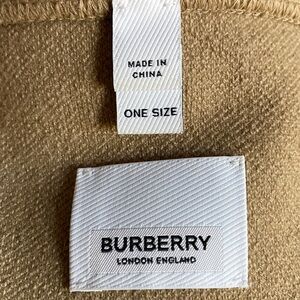 MADE IN
CHINA
ONE SIZE
BURBERRY
LONDON ENGLAND